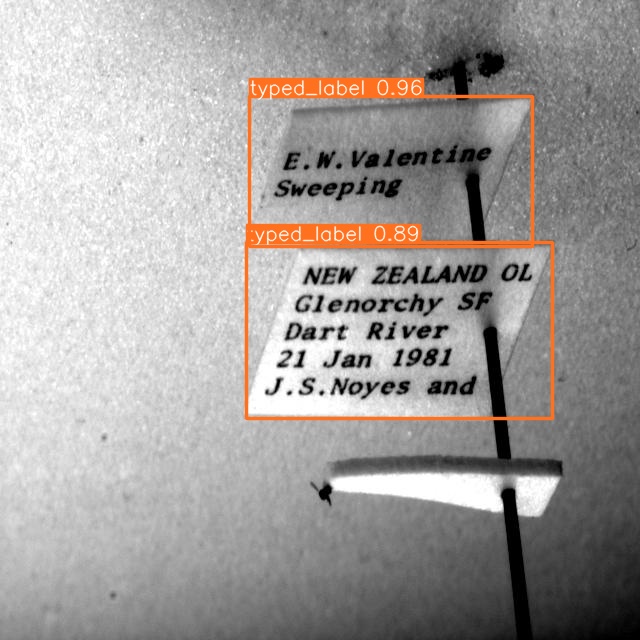 typed_label 0.96
E.W.Valentine
Sweeping
typed_label 0.89
NEW ZEALAND OL
Glenorchy SF
Dart River
21 Jan 1981
J.S.Noyes and